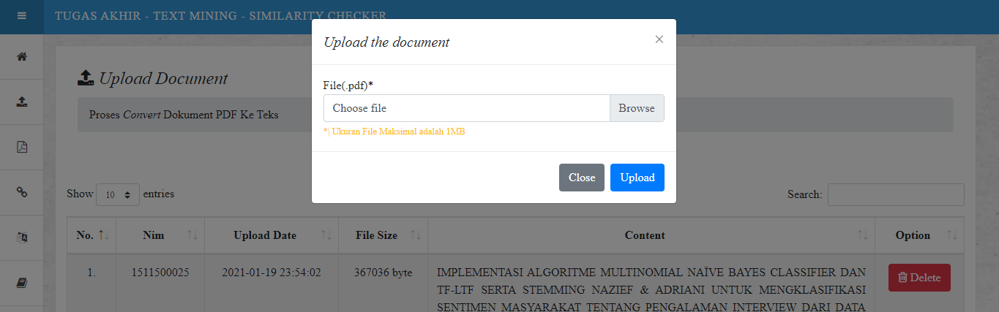 TUGAS AKHIR - TEXT MINING - SIMILARITY CHECKER
Upload the document
×
File(.pdf)*
Choose file
Browse
*| Ukuran File Maksimal adalah 1MB
Close
Upload
Upload Document
Proses Convert Dokument PDF Ke Teks
Show 10 entries
Search:
No. Nim Upload Date File Size Content Option
1. 1511500025 2021-01-19 23:54:02 367036 byte IMPLEMENTASI ALGORITME MULTINOMIAL NAÏVE BAYES CLASSIFIER DAN Delete
TF-LTF SERTA STEMMING NAZIEF & ADRIANI UNTUK MENGKLASIFIKASI
SENTIMEN MASYARAKAT TENTANG PENGALAMAN INTERVIEW DARI DATA